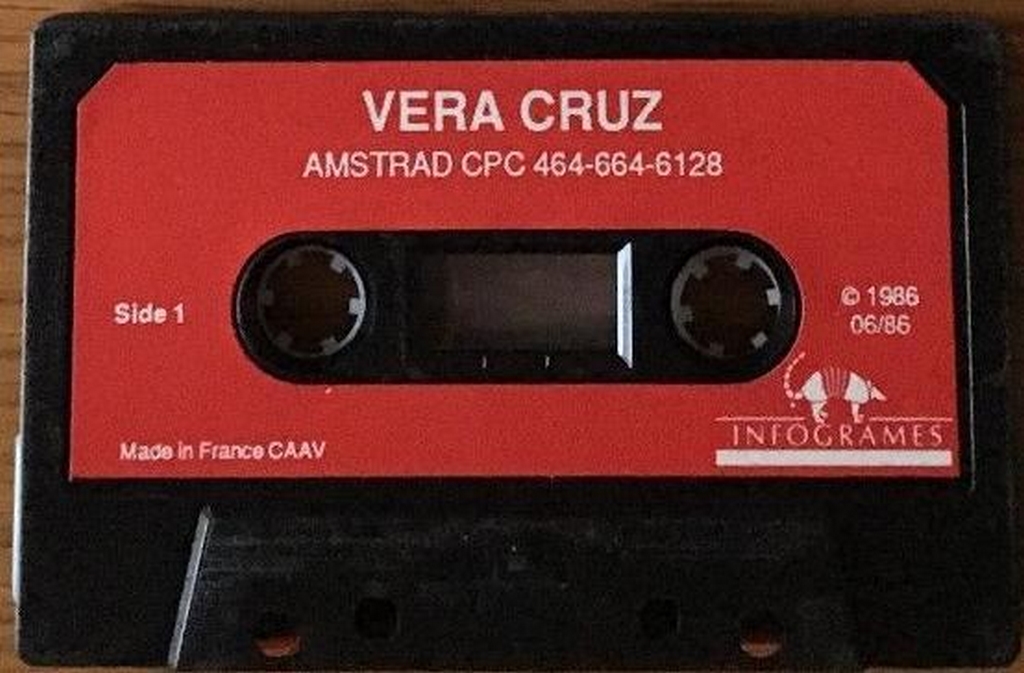 VERA CRUZ
AMSTRAD CPC 464-664-6128
Side 1
© 1986
06/86
Made in France CAAV
INFOGRAMES